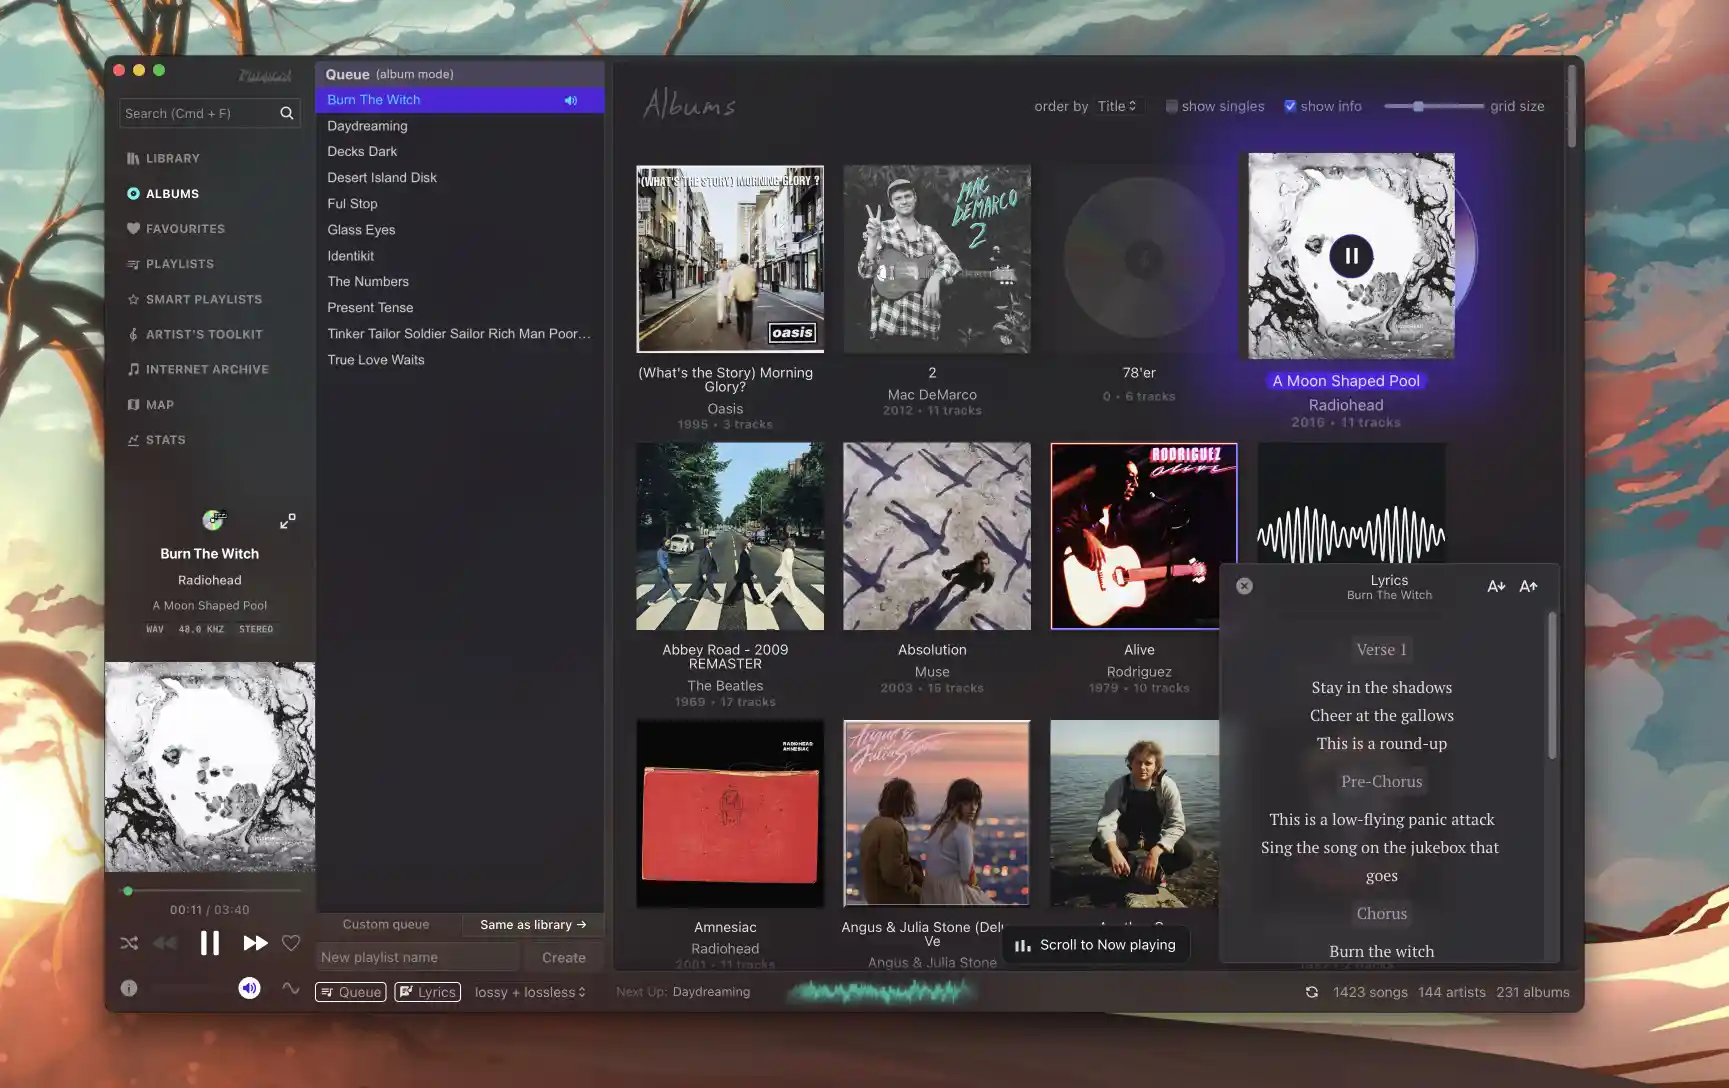 Search (Cmd + F)
LIBRARY
ALBUMS
FAVOURITES
PLAYLISTS
SMART PLAYLISTS
ARTIST'S TOOLKIT
INTERNET ARCHIVE
MAP
STATS
Burn The Witch
Radiohead
A Moon Shaped Pool
WAV 48.0 KHZ STEREO
00:11 / 03:40
Queue (album mode)
Burn The Witch
Daydreaming
Decks Dark
Desert Island Disk
Ful Stop
Glass Eyes
Identikit
The Numbers
Present Tense
Tinker Tailor Soldier Sailor Rich Man Poor...
True Love Waits
Custom queue
Same as library →
New playlist name
Create
Queue
Lyrics
lossy + lossless
Albums
order by Title
show singles
show info
grid size
(WHAT'S THE STORY) MORNING GLORY?
oasis
(What's the Story) Morning
Glory?
Oasis
1995 • 3 tracks
MAC
DEMARCO
2
2
Mac DeMarco
2012 • 11 tracks
78'er
0 • 6 tracks
A Moon Shaped Pool
Radiohead
2016 • 11 tracks
Abbey Road - 2009
REMASTER
The Beatles
1969 • 17 tracks
Absolution
Muse
2003 • 15 tracks
RODRIGUEZ
Alive
Alive
Rodriguez
1979 • 10 tracks
RADIOHEAD
AMNESIAC
Amnesiac
Radiohead
2001 • 11 tracks
Angus &
Julia Stone
Angus & Julia Stone (Delu
Ve
Angus & Julia Stone
Scroll to Now playing
Lyrics
Burn The Witch
A A
Verse 1
Stay in the shadows
Cheer at the gallows
This is a round-up
Pre-Chorus
This is a low-flying panic attack
Sing the song on the jukebox that
goes
Chorus
Burn the witch
Next Up: Daydreaming
1423 songs 144 artists 231 albums